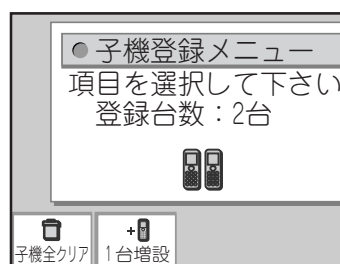 子機登録メニュー
項目を選択して下さい
登録台数：2台
子機全クリア
1台増設